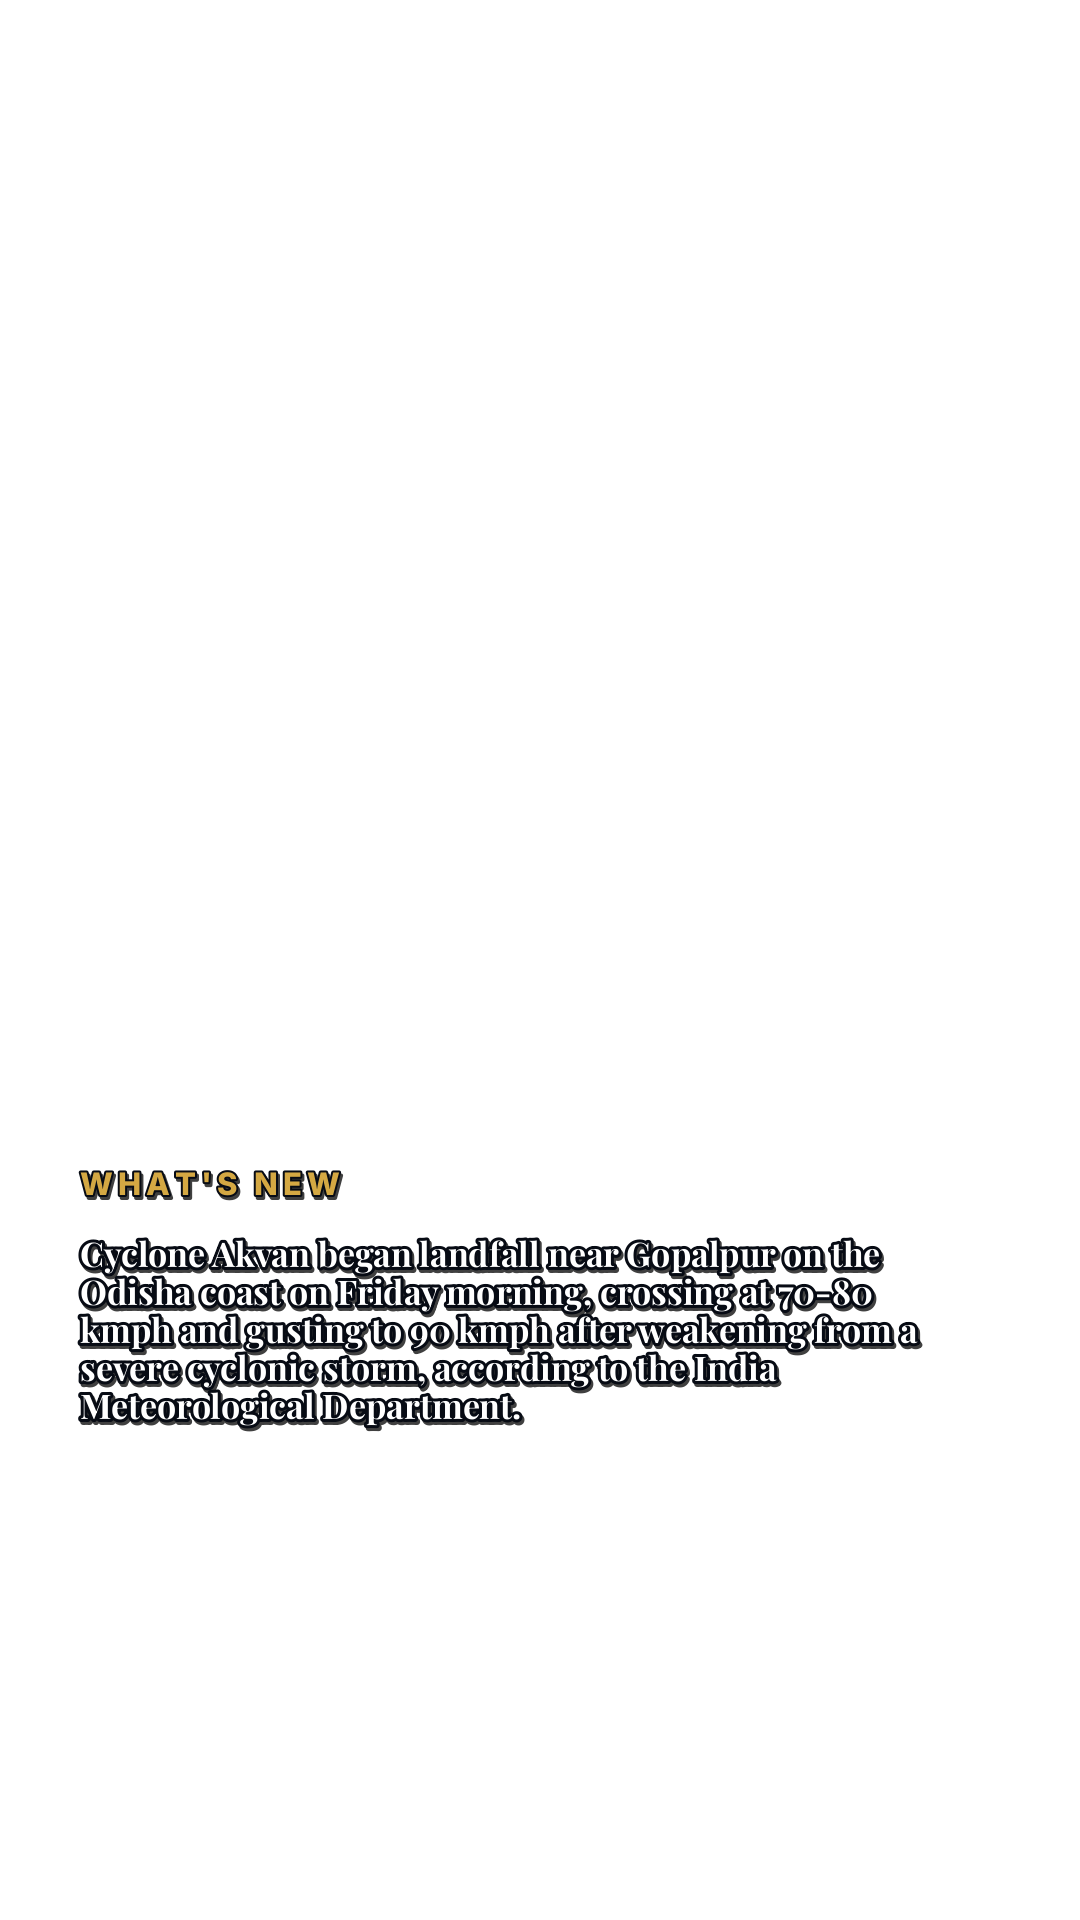 WHAT'S NEW
Cyclone Akvan began landfall near Gopalpur on the
Odisha coast on Friday morning, crossing at 70-80
kmph and gusting to 90 kmph after weakening from a
severe cyclonic storm, according to the India
Meteorological Department.